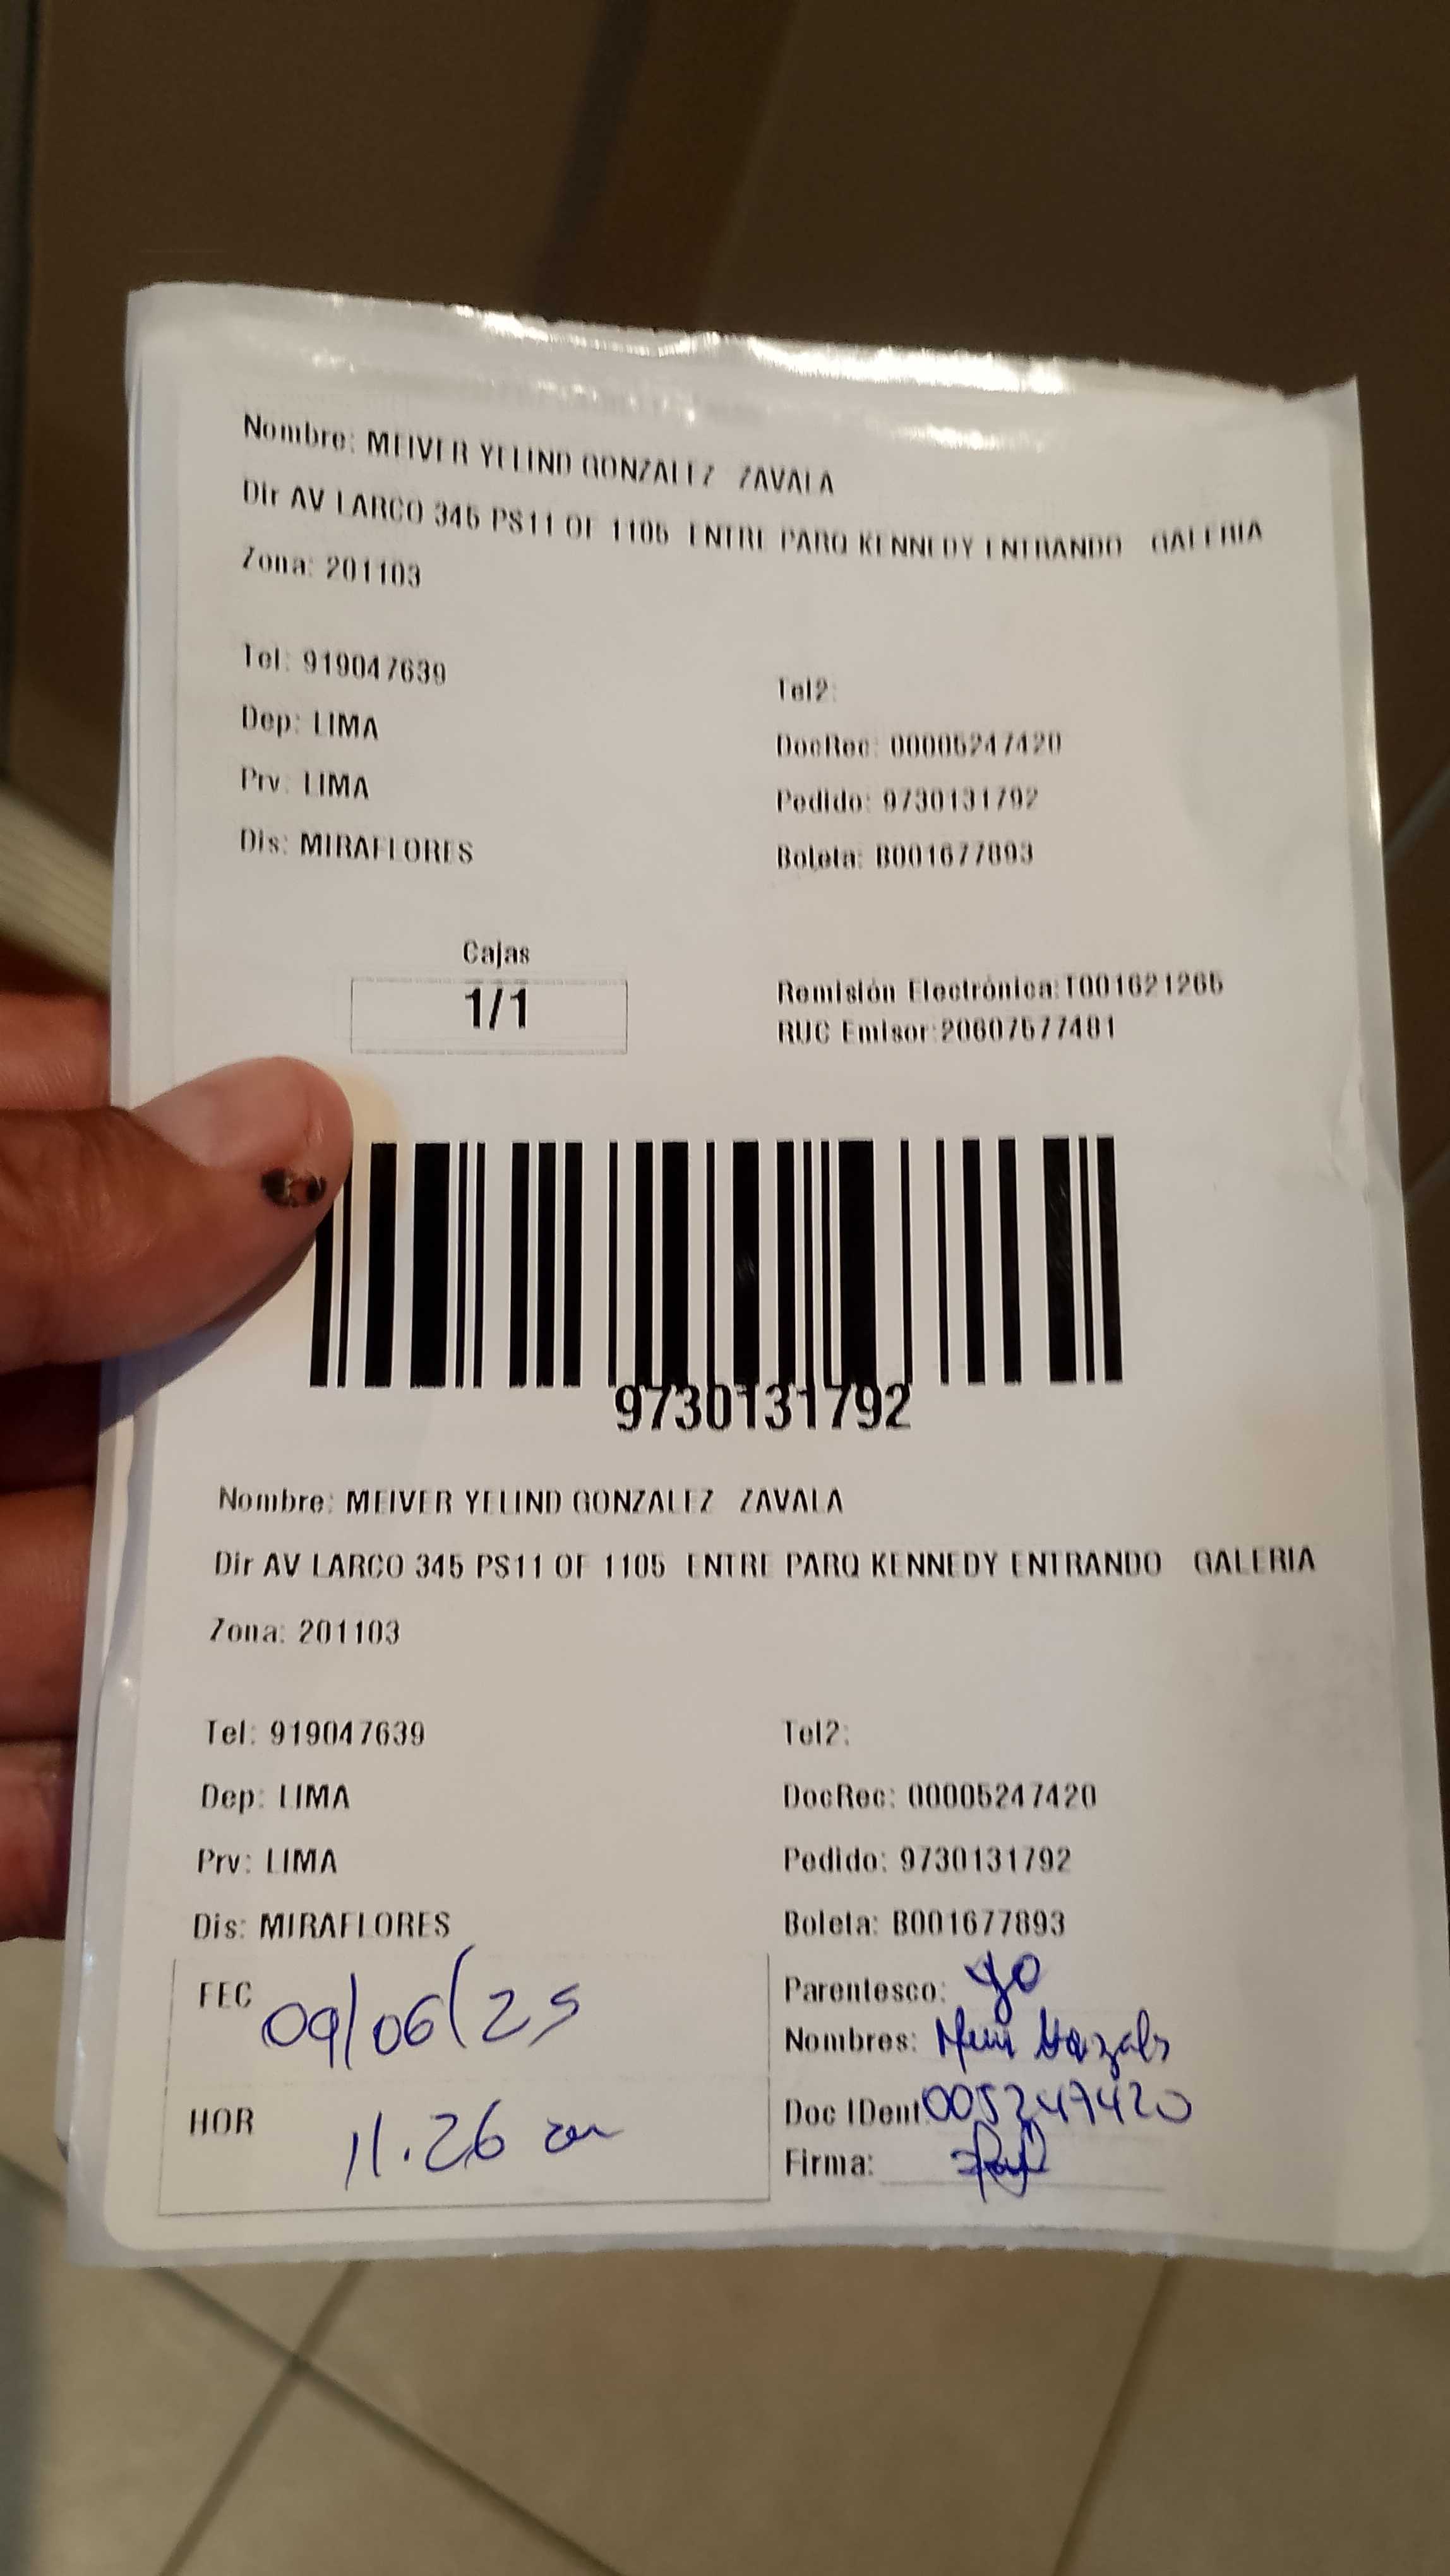 Nombre: MEIVER YELIND GONZALEZ ZAVALA
Dir AV LARCO 345 PS11 OF 1105 ENTRE PARQ KENNEDY ENTRANDO GALERIA
Zona: 201103
Tel: 919047639
Tel2:
Dep: LIMA
DocRec: 00005247420
Prv: LIMA
Pedido: 9730131792
Dis: MIRAFLORES
Boleta: B001677893
Cajas
1/1
Remisión Electrónica:T001621265
RUC Emisor:20607577481
9730131792
Nombre: MEIVER YELIND GONZALEZ ZAVALA
Dir AV LARCO 345 PS11 OF 1105 ENTRE PARQ KENNEDY ENTRANDO GALERIA
Zona: 201103
Tel: 919047639
Tel2:
Dep: LIMA
DocRec: 00005247420
Prv: LIMA
Pedido: 9730131792
Dis: MIRAFLORES
Boleta: B001677893
FEC 09/06/25
Parentesco: yo
Nombres:
Doc IDent 005247420
HOR 11.26 am
Firma: